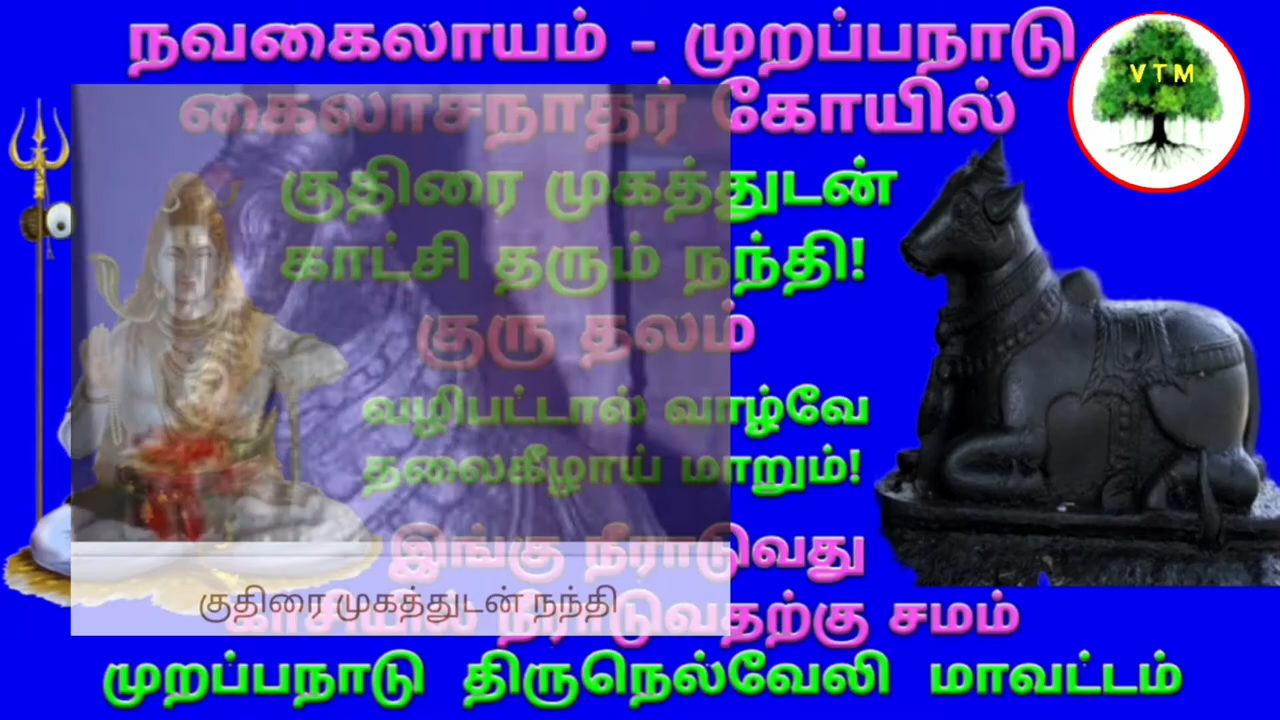 நவகைலாயம் - முறப்பநாடு
VTM
கைலாசநாதர் கோயில்
குதிரை முகத்துடன்
காட்சி தரும் நந்தி!
குரு தலம்
வழிபட்டால் வாழ்வே
தலைகீழாய் மாறும்!
இங்கு நீராடுவது
காசியில் நீராடுவதற்கு சமம்
குதிரை முகத்துடன் நந்தி
முறப்பநாடு திருநெல்வேலி மாவட்டம்